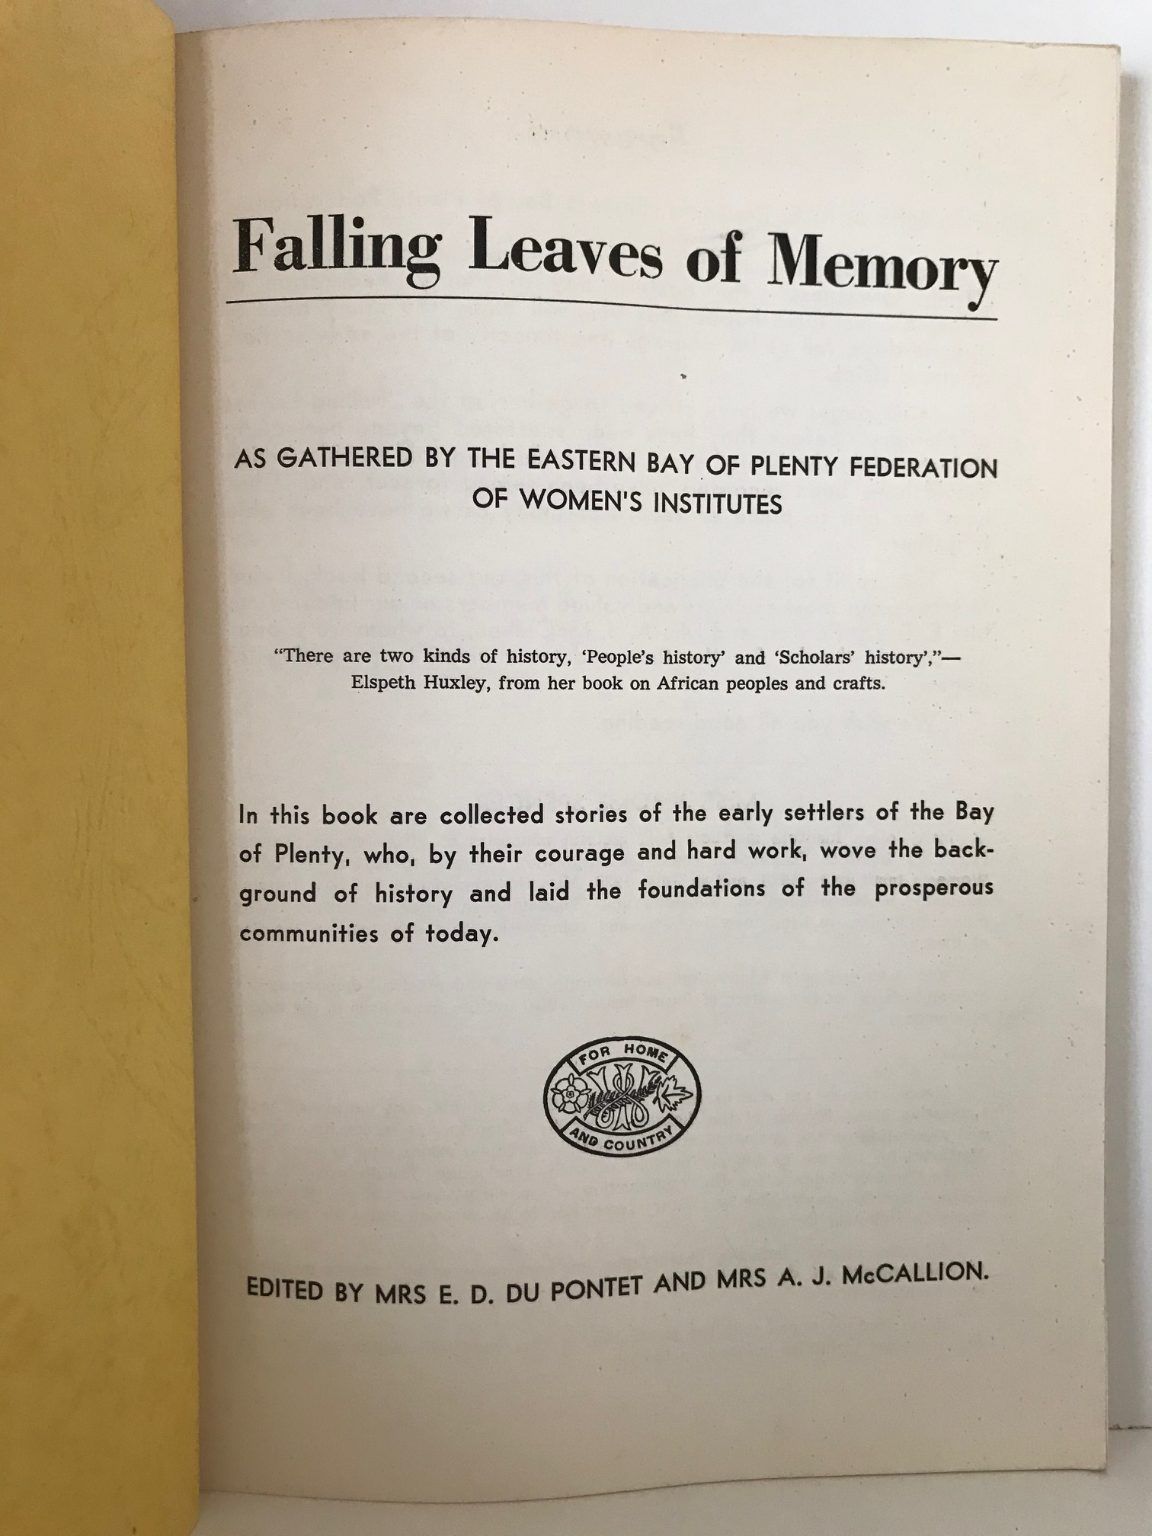 Falling Leaves of Memory
AS GATHERED BY THE EASTERN BAY OF PLENTY FEDERATION
OF WOMEN'S INSTITUTES
“There are two kinds of history, ‘People’s history’ and ‘Scholars’ history’,”—
Elspeth Huxley, from her book on African peoples and crafts.
In this book are collected stories of the early settlers of the Bay
of Plenty, who, by their courage and hard work, wove the back-
ground of history and laid the foundations of the prosperous
communities of today.
FOR HOME
AND COUNTRY
EDITED BY MRS E. D. DU PONTET AND MRS A. J. McCALLION.